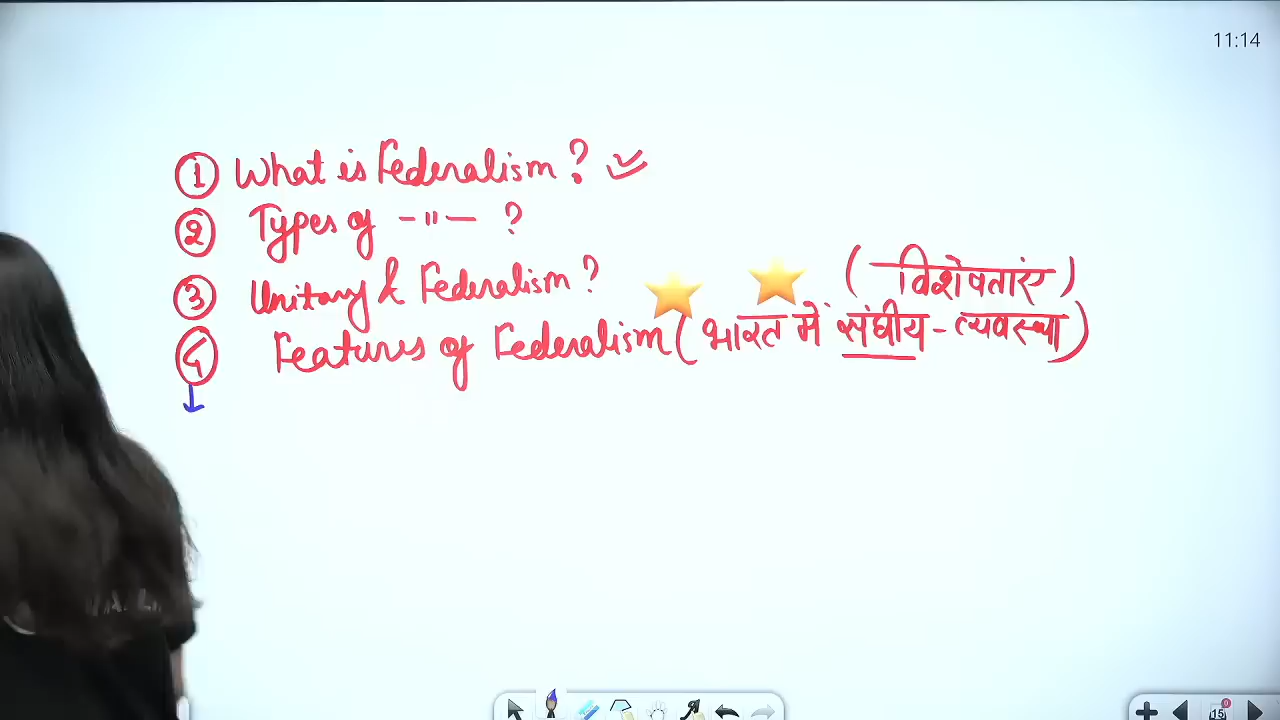 11:14
① What is Federalism?
② Types of -"- ?
③ Unitary & Federalism?
(विशेषताएं)
④ Features of Federalism (भारत में संघीय-व्यवस्था)
15